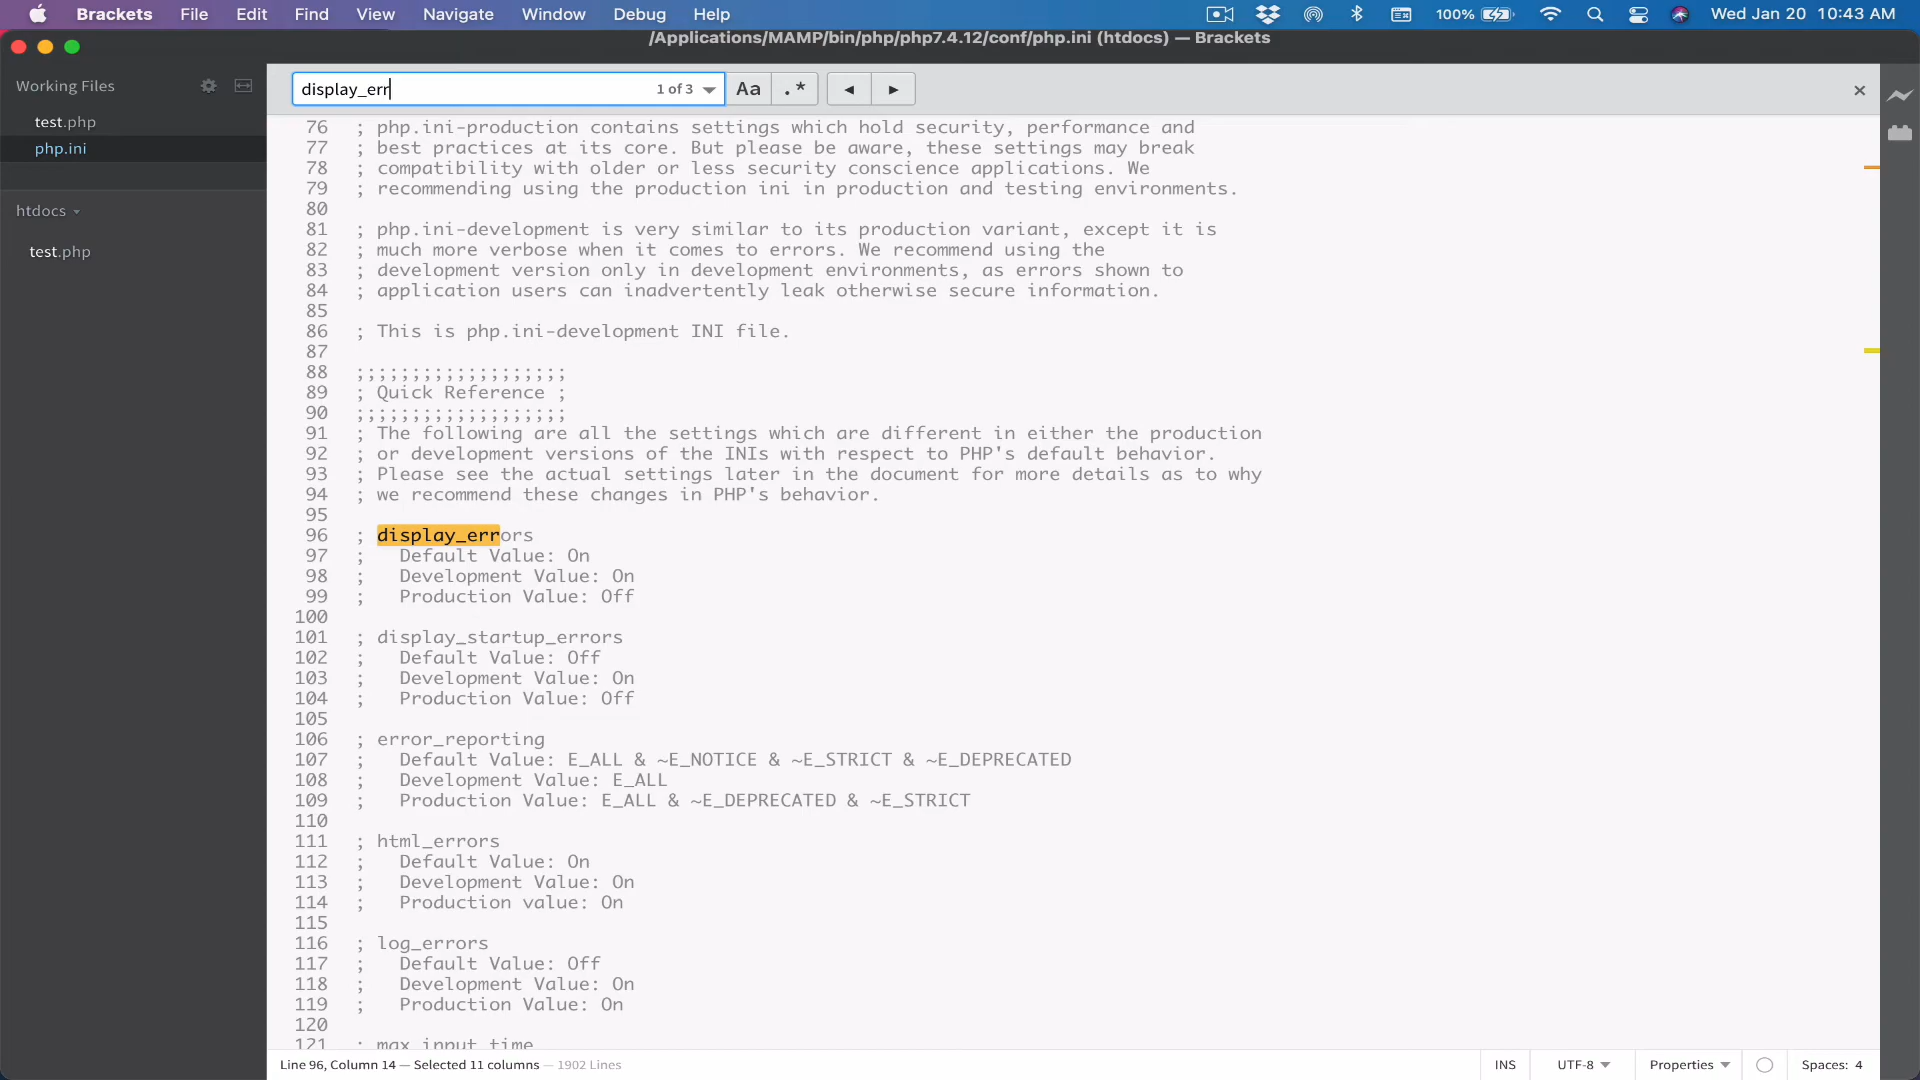 Brackets File Edit Find View Navigate Window Debug Help 100% Wed Jan 20 10:43 AM
/Applications/MAMP/bin/php/php7.4.12/conf/php.ini (htdocs) — Brackets
Working Files
test.php
php.ini
htdocs
test.php
display_err 1 of 3 Aa .*
76 ; php.ini-production contains settings which hold security, performance and
77 ; best practices at its core. But please be aware, these settings may break
78 ; compatibility with older or less security conscience applications. We
79 ; recommending using the production ini in production and testing environments.
80
81 ; php.ini-development is very similar to its production variant, except it is
82 ; much more verbose when it comes to errors. We recommend using the
83 ; development version only in development environments, as errors shown to
84 ; application users can inadvertently leak otherwise secure information.
85
86 ; This is php.ini-development INI file.
87
88 ;;;;;;;;;;;;;;;;;;;
89 ; Quick Reference ;
90 ;;;;;;;;;;;;;;;;;;;
91 ; The following are all the settings which are different in either the production
92 ; or development versions of the INIs with respect to PHP's default behavior.
93 ; Please see the actual settings later in the document for more details as to why
94 ; we recommend these changes in PHP's behavior.
95
96 ; display_errors
97 ;   Default Value: On
98 ;   Development Value: On
99 ;   Production Value: Off
100
101 ; display_startup_errors
102 ;   Default Value: Off
103 ;   Development Value: On
104 ;   Production Value: Off
105
106 ; error_reporting
107 ;   Default Value: E_ALL & ~E_NOTICE & ~E_STRICT & ~E_DEPRECATED
108 ;   Development Value: E_ALL
109 ;   Production Value: E_ALL & ~E_DEPRECATED & ~E_STRICT
110
111 ; html_errors
112 ;   Default Value: On
113 ;   Development Value: On
114 ;   Production value: On
115
116 ; log_errors
117 ;   Default Value: Off
118 ;   Development Value: On
119 ;   Production Value: On
120
121 ; max_input_time
Line 96, Column 14 — Selected 11 columns — 1902 Lines INS UTF-8 Properties Spaces: 4